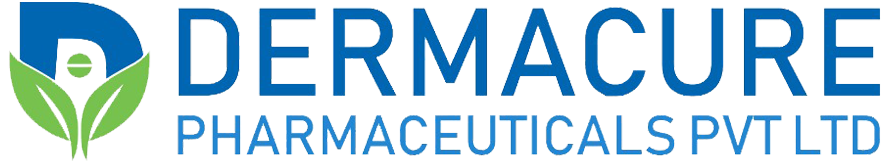 DERMACURE
PHARMACEUTICALS PVT LTD